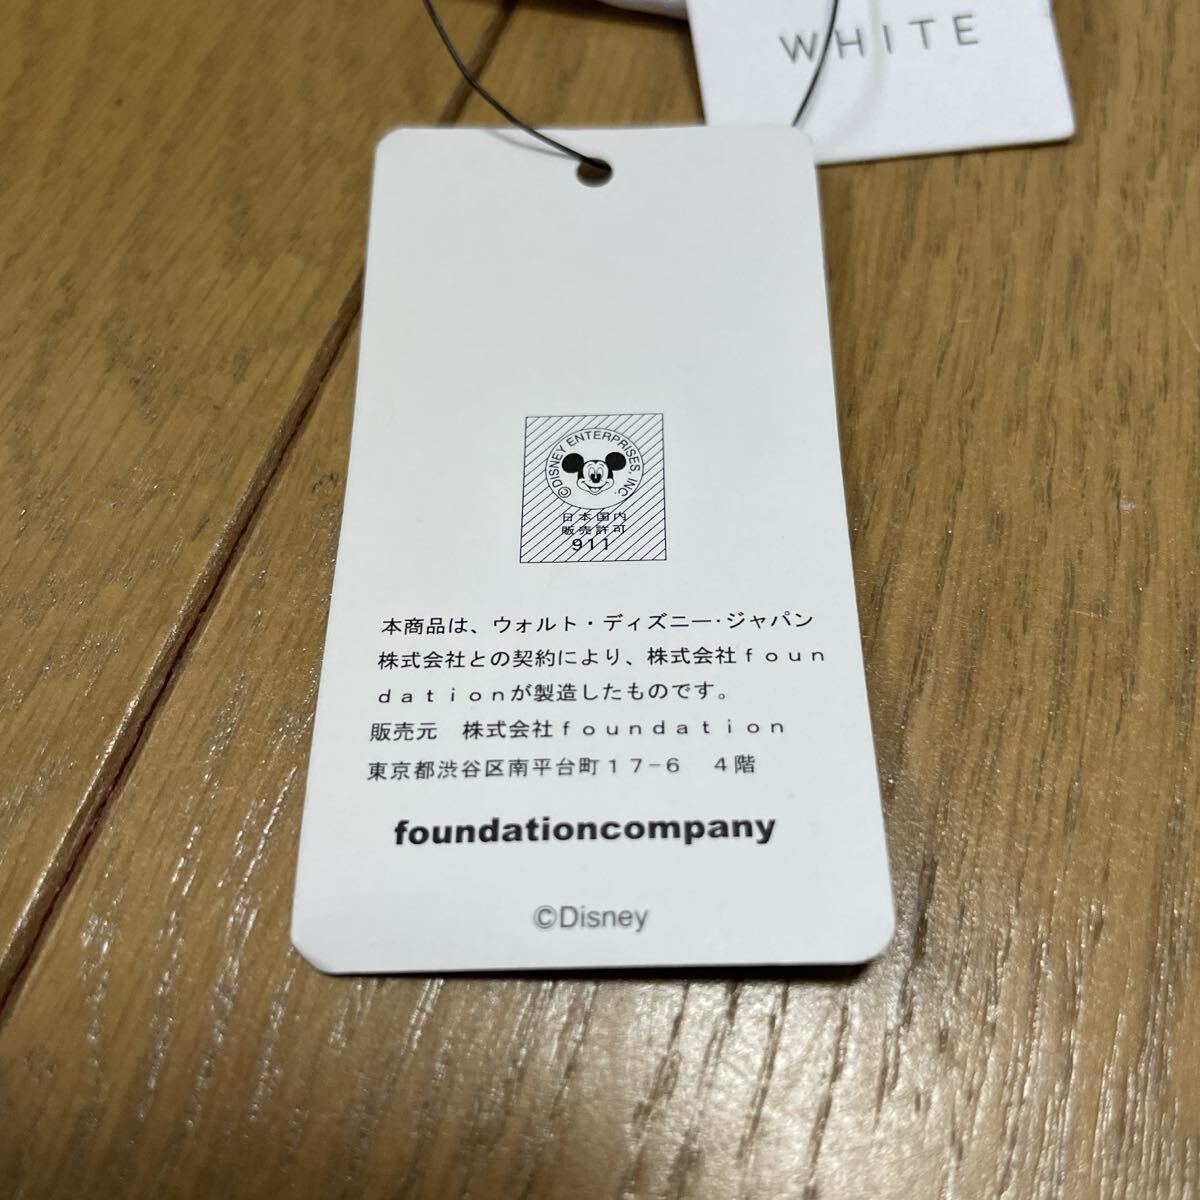 WHITE
©DISNEY ENTERPRISES, INC.
日本国内
販売許可
911
本商品は、ウォルト・ディズニー・ジャパン
株式会社との契約により、株式会社ｆｏｕｎ
ｄａｔｉｏｎが製造したものです。
販売元　株式会社ｆｏｕｎｄａｔｉｏｎ
東京都渋谷区南平台町１７−６　４階
foundationcompany
©Disney